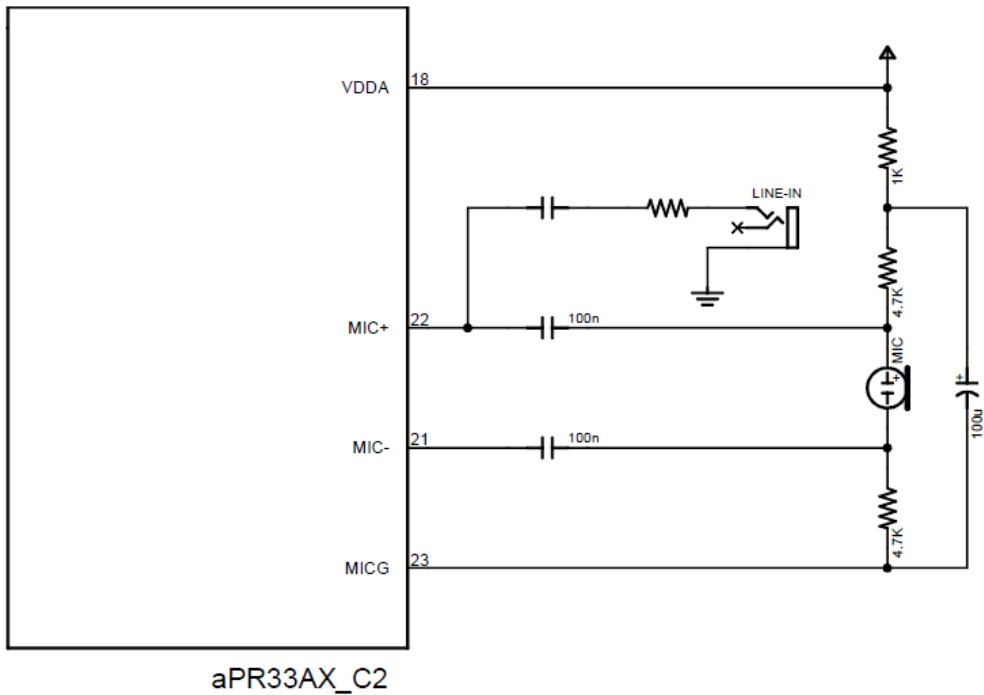 VDDA
18
1K
LINE-IN
4.7K
MIC+
22
100n
MIC
+
+
100u
MIC-
21
100n
4.7K
MICG
23
aPR33AX_C2